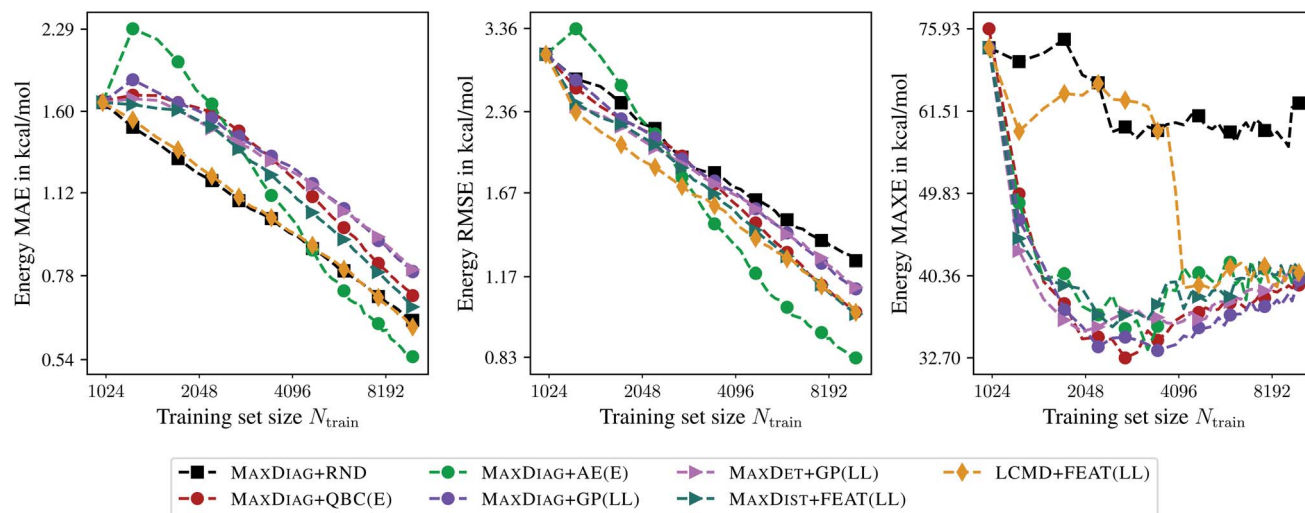 Energy MAE in kcal/mol
2.29
1.60
1.12
0.78
0.54
1024 2048 4096 8192
Training set size N_train
Energy RMSE in kcal/mol
3.36
2.36
1.67
1.17
0.83
1024 2048 4096 8192
Training set size N_train
Energy MAXE in kcal/mol
75.93
61.51
49.83
40.36
32.70
1024 2048 4096 8192
Training set size N_train
MAXDIAG+RND
MAXDIAG+QBC(E)
MAXDIAG+AE(E)
MAXDIAG+GP(LL)
MAXDET+GP(LL)
MAXDIST+FEAT(LL)
LCMD+FEAT(LL)